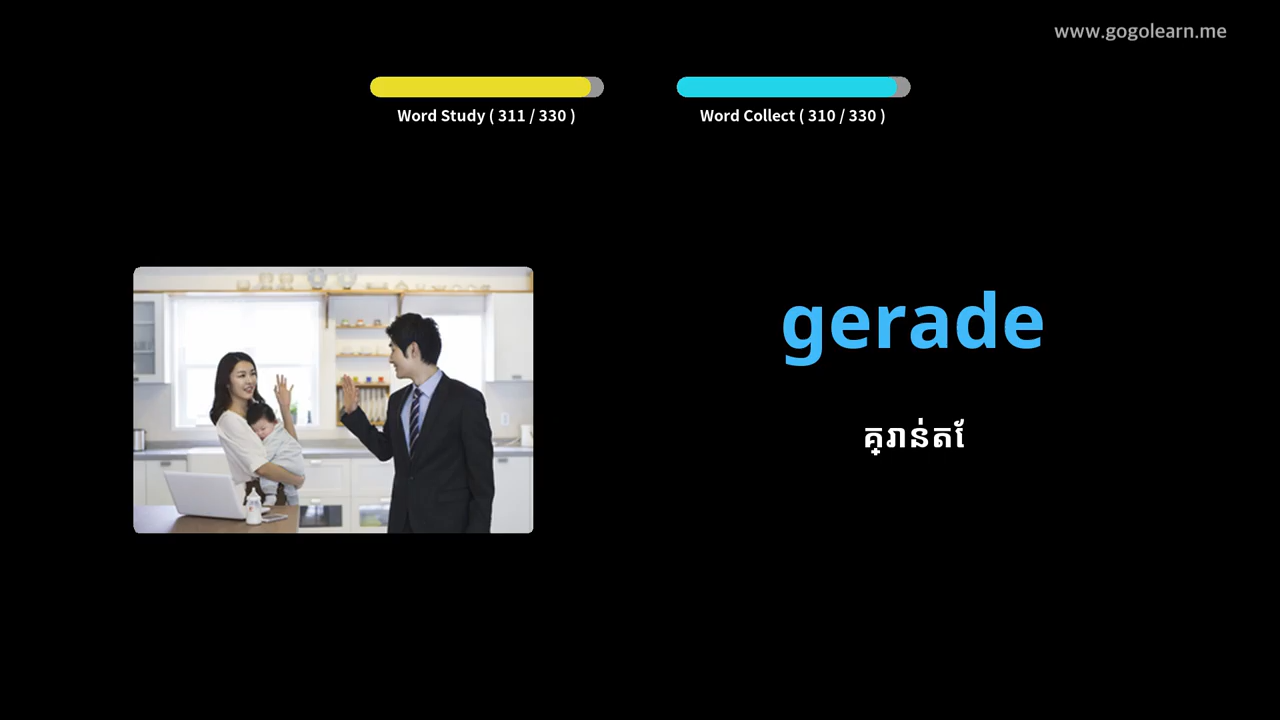 www.gogolearn.me
Word Study ( 311 / 330 )
Word Collect ( 310 / 330 )
gerade
គ្រាន់តែ